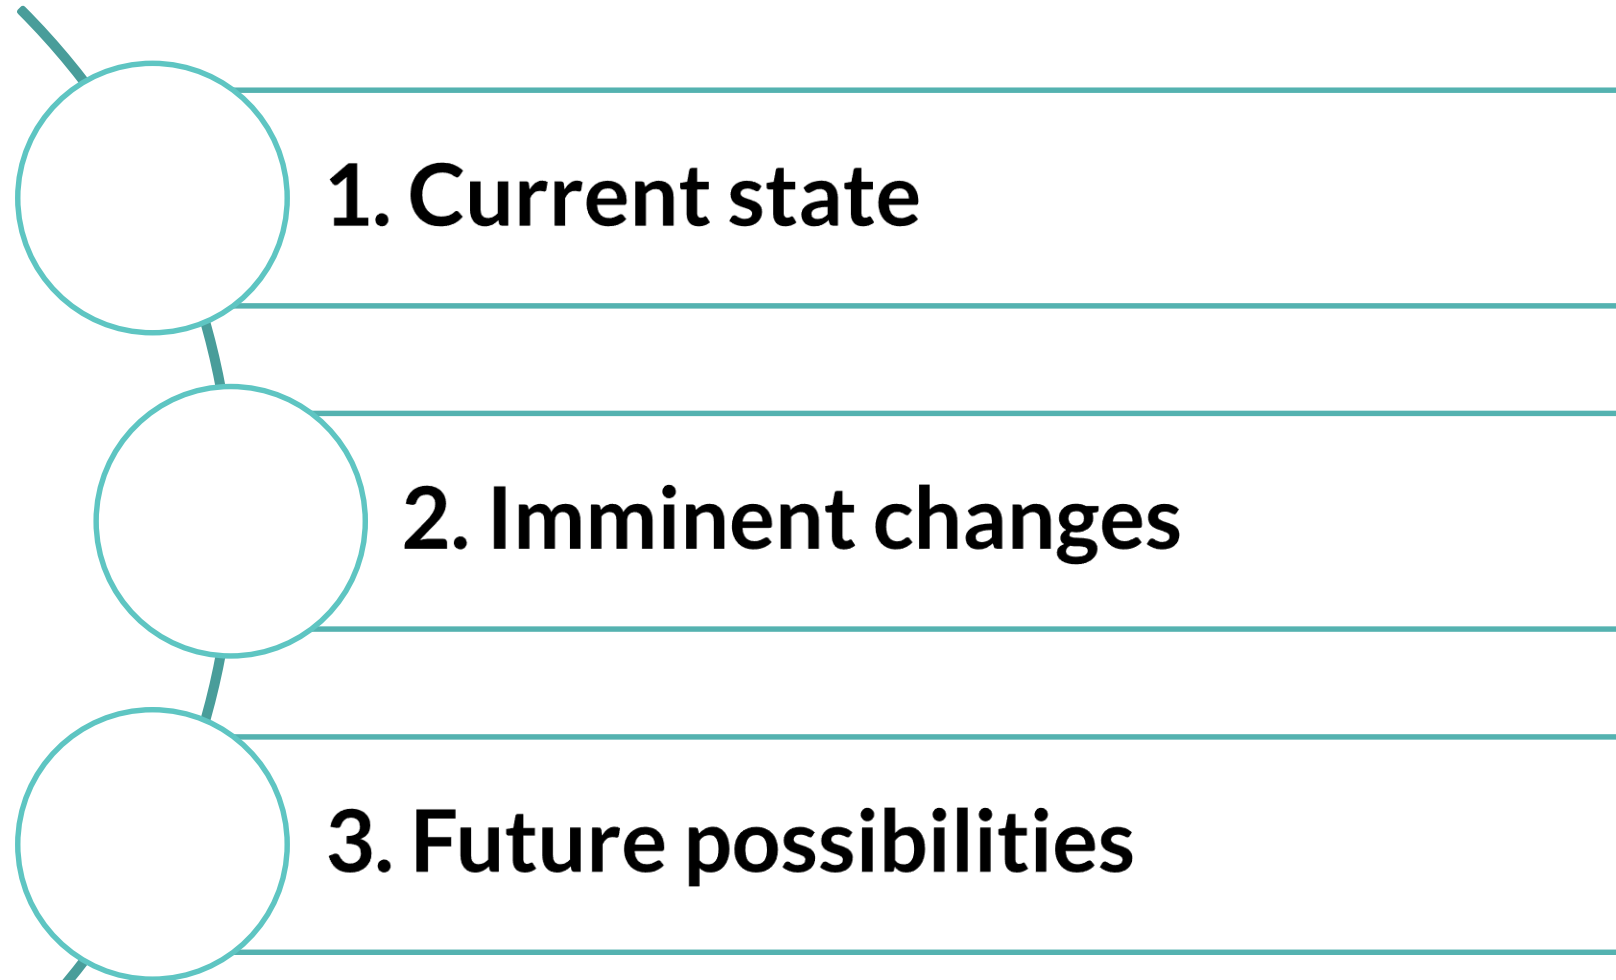 1. Current state
2. Imminent changes
3. Future possibilities